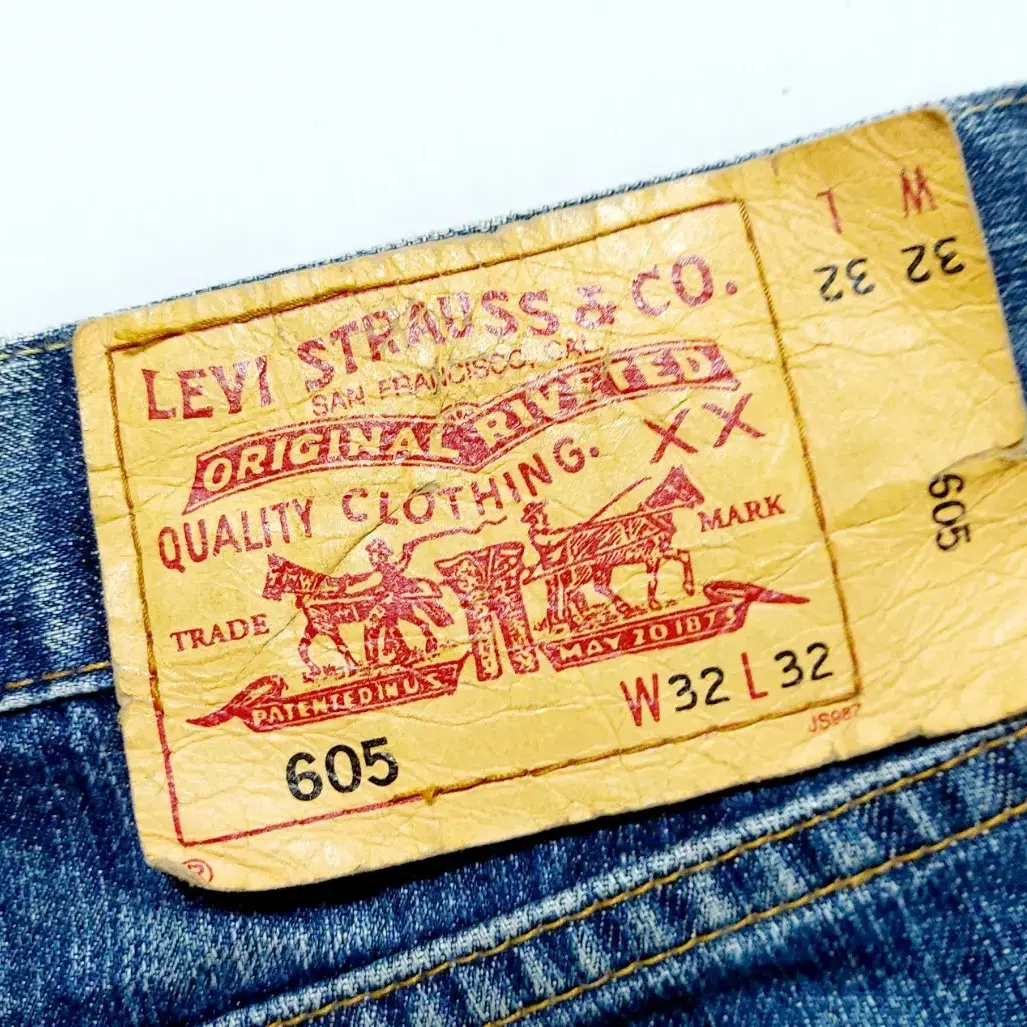 LEVI STRAUSS & CO.
SAN FRANCISCO, CAL.
ORIGINAL RIVETED
QUALITY CLOTHING. XX
TRADE MARK
PATENTED IN U.S. MAY 20 1873
605 W32 L32
JS987
®
W L
32 32
605